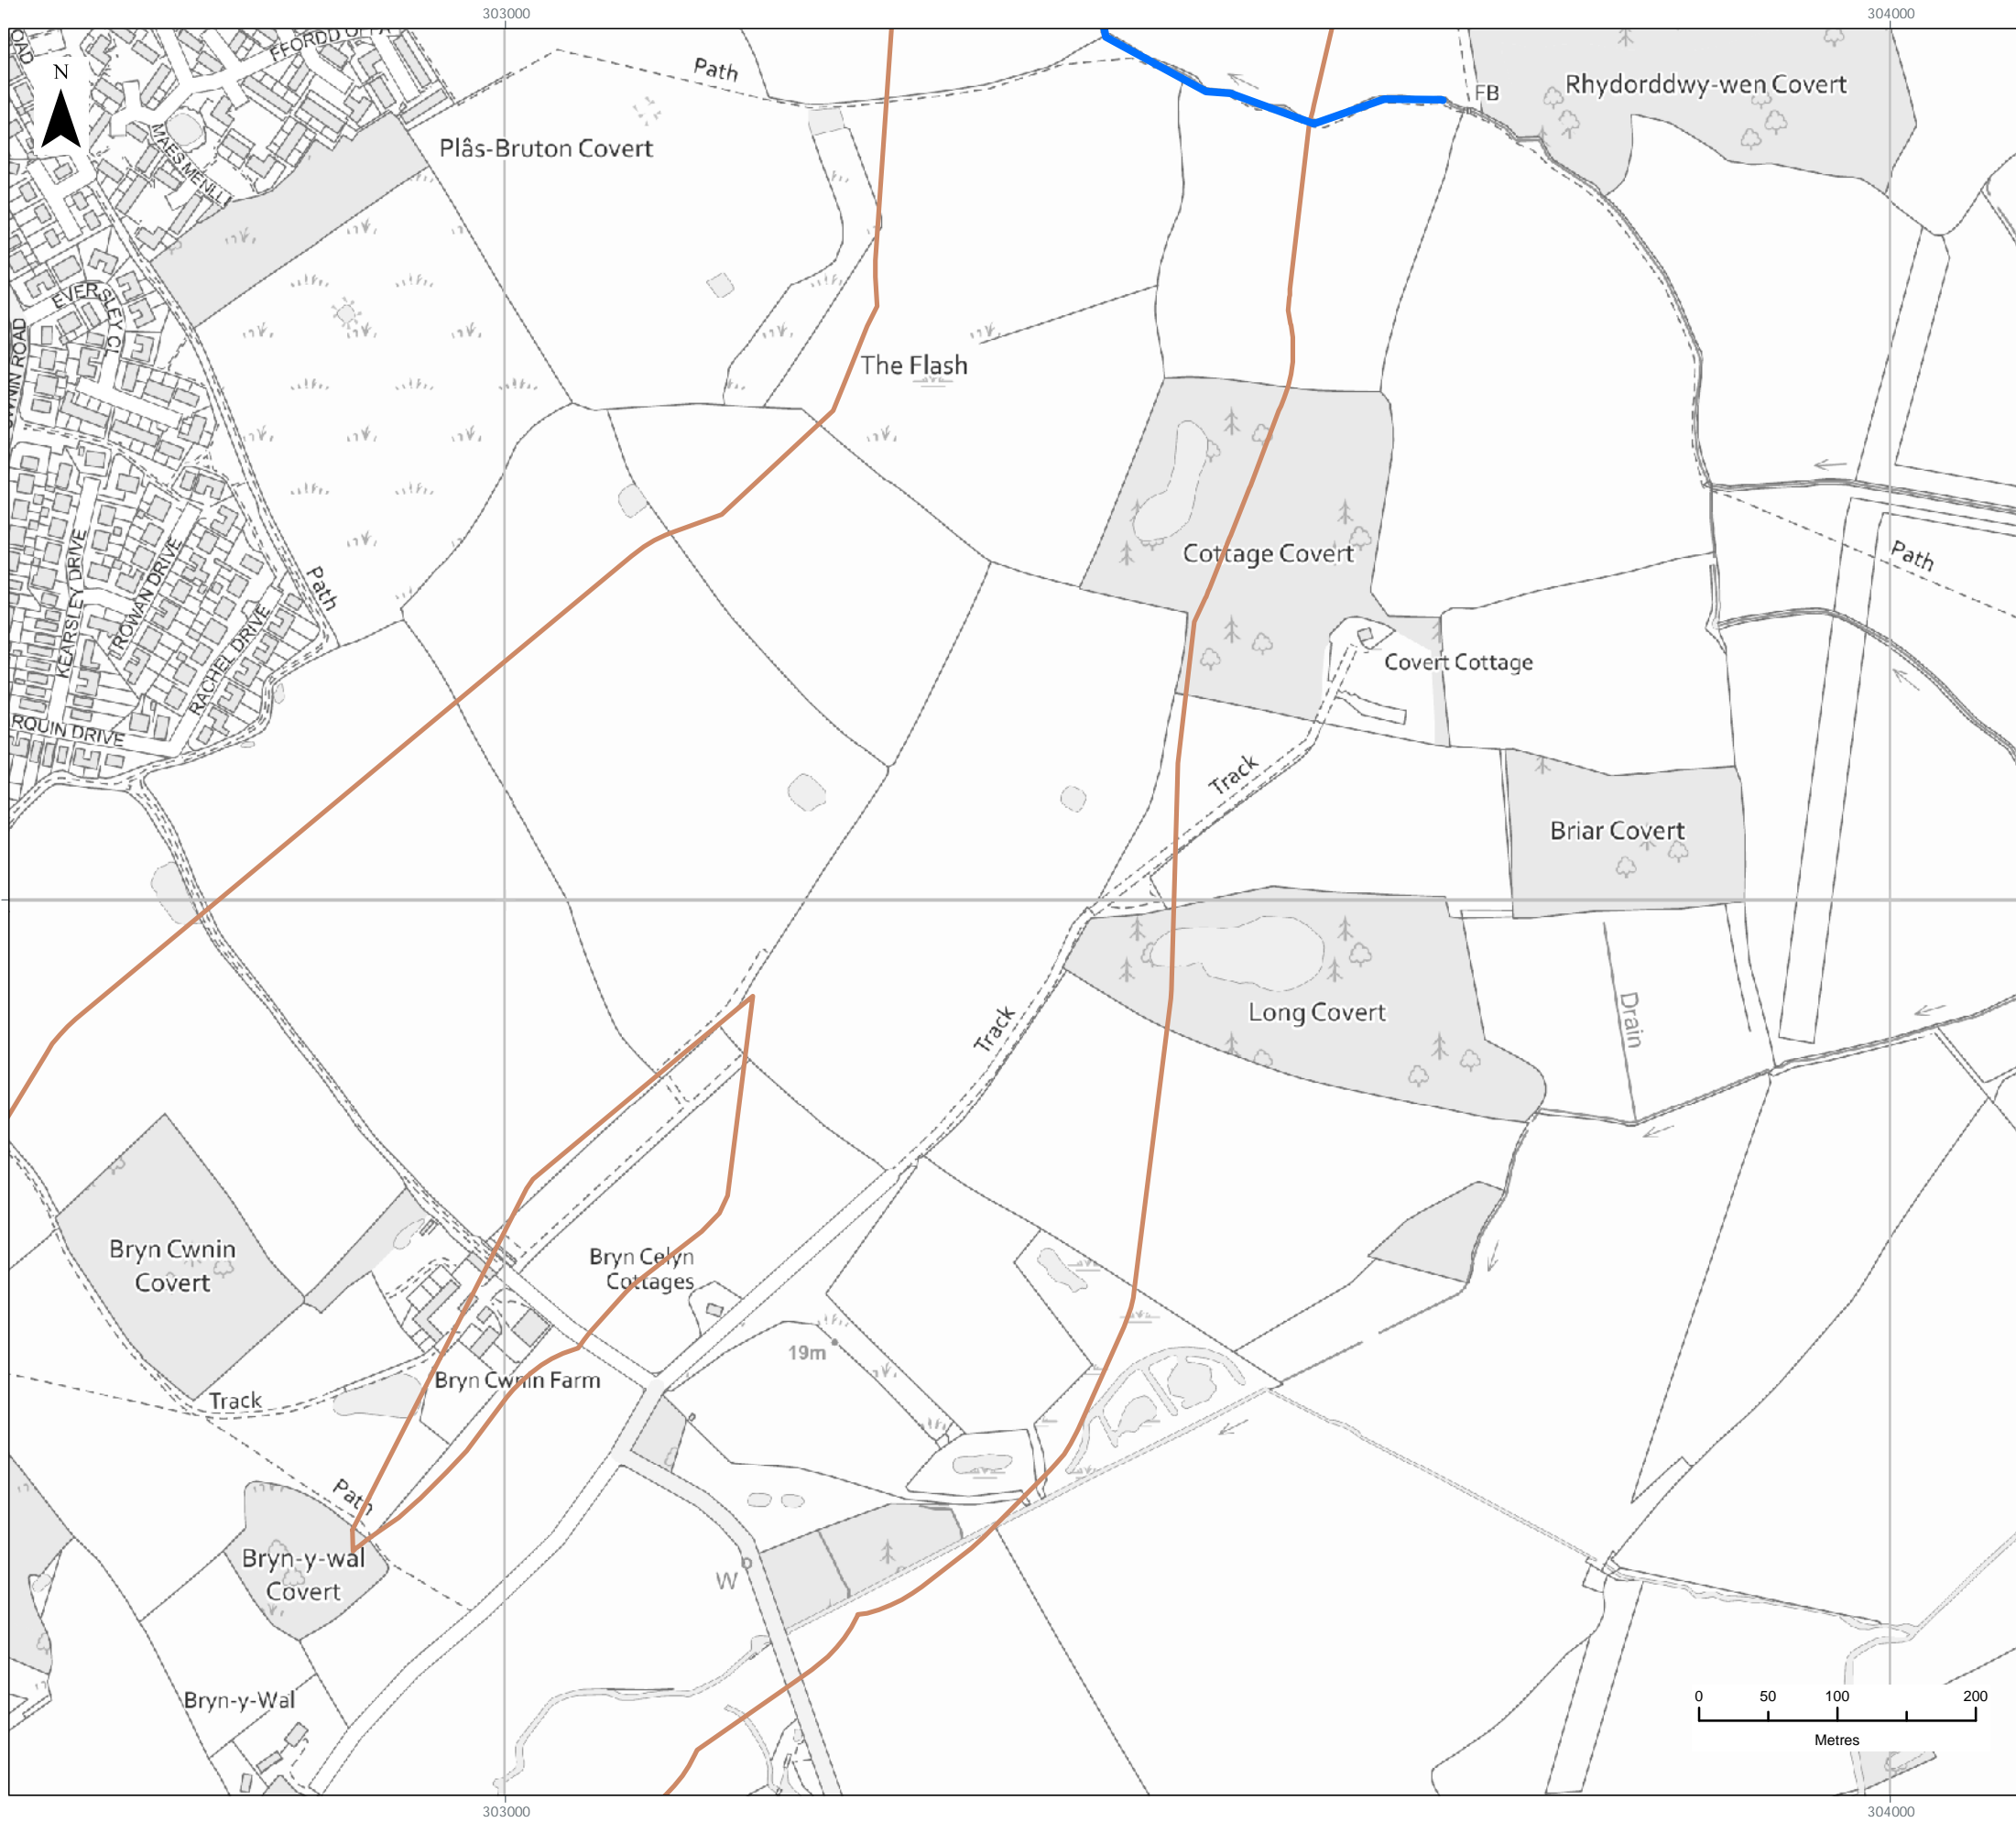 303000
304000
N
FFORDD
Path
Rhydorddwy-wen Covert
FB
MAES MENLLI
Plâs-Bruton Covert
EVERSLEY
The Flash
Path
Cottage Covert
Path
KEARSLEY DRIVE
ROWAN DRIVE
RACHEL DRIVE
Covert Cottage
DRIVE
Track
Briar Covert
Long Covert
Drain
Track
Bryn Cwnin
Covert
Bryn Celyn
Cottages
19m
Bryn Cwnin Farm
Track
Path
Bryn-y-wal
Covert
W
Bryn-y-Wal
0 50 100 200
Metres
303000
304000